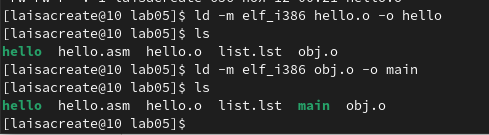 [laisacreate@10 lab05]$ ld -m elf_i386 hello.o -o hello
[laisacreate@10 lab05]$ ls
hello  hello.asm  hello.o  list.lst  obj.o
[laisacreate@10 lab05]$ ld -m elf_i386 obj.o -o main
[laisacreate@10 lab05]$ ls
hello  hello.asm  hello.o  list.lst  main  obj.o
[laisacreate@10 lab05]$